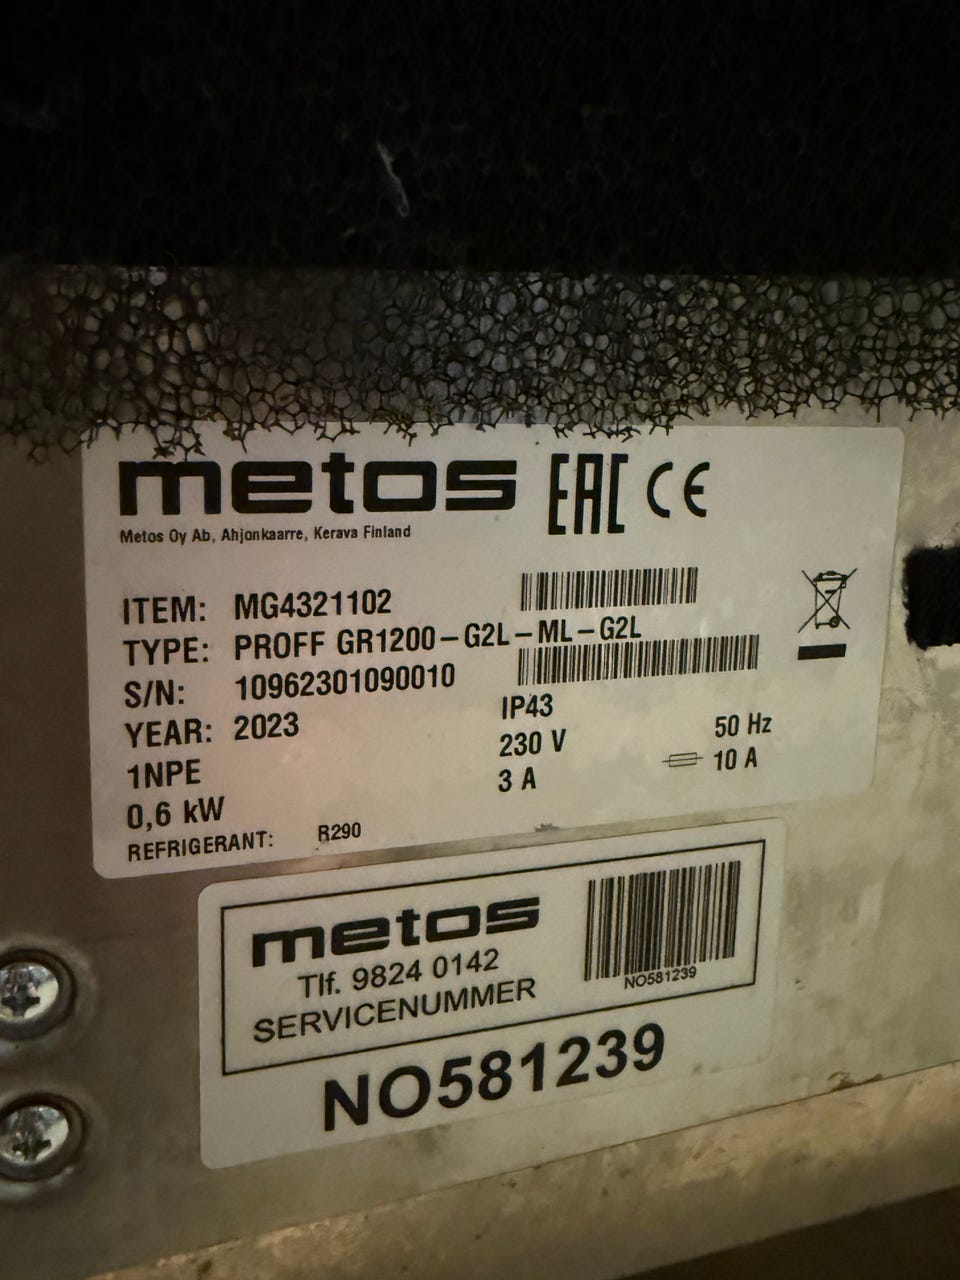 metos EAC CE
Metos Oy Ab, Ahjonkaarre, Kerava Finland
ITEM: MG4321102
TYPE: PROFF GR1200-G2L-ML-G2L
S/N: 10962301090010
YEAR: 2023
IP43
1NPE
230 V 50 Hz
0,6 kW
3 A 10 A
REFRIGERANT: R290
metos
Tlf. 9824 0142
SERVICENUMMER
NO581239
NO581239